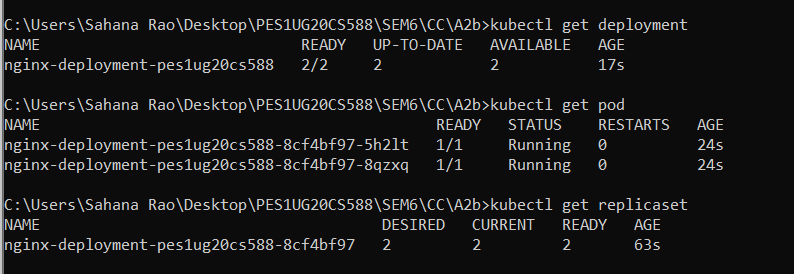 C:\Users\Sahana Rao\Desktop\PES1UG20CS588\SEM6\CC\A2b>kubectl get deployment
NAME READY UP-TO-DATE AVAILABLE AGE
nginx-deployment-pes1ug20cs588 2/2 2 2 17s
C:\Users\Sahana Rao\Desktop\PES1UG20CS588\SEM6\CC\A2b>kubectl get pod
NAME READY STATUS RESTARTS AGE
nginx-deployment-pes1ug20cs588-8cf4bf97-5h2lt 1/1 Running 0 24s
nginx-deployment-pes1ug20cs588-8cf4bf97-8qzxq 1/1 Running 0 24s
C:\Users\Sahana Rao\Desktop\PES1UG20CS588\SEM6\CC\A2b>kubectl get replicaset
NAME DESIRED CURRENT READY AGE
nginx-deployment-pes1ug20cs588-8cf4bf97 2 2 2 63s